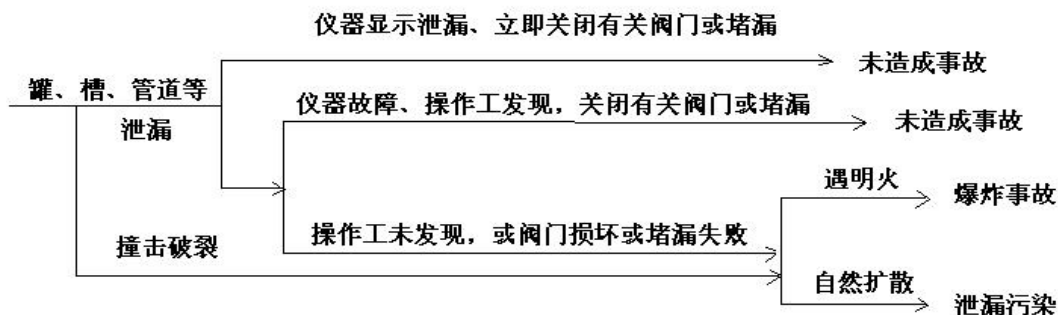 仪器显示泄漏、立即关闭有关阀门或堵漏
未造成事故
罐、槽、管道等
泄漏
仪器故障、操作工发现，关闭有关阀门或堵漏
未造成事故
遇明火
爆炸事故
操作工未发现，或阀门损坏或堵漏失败
撞击破裂
自然扩散
泄漏污染